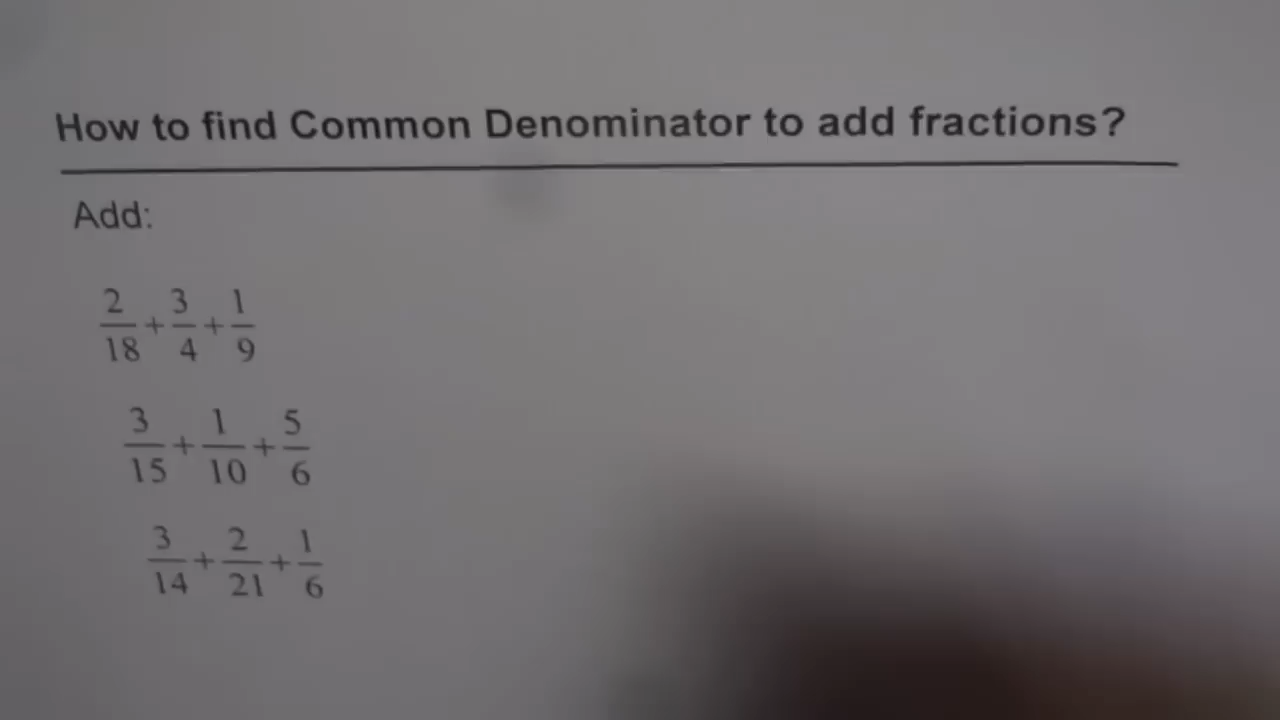 How to find Common Denominator to add fractions?
Add:
2/18 + 3/4 + 1/9
3/15 + 1/10 + 5/6
3/14 + 2/21 + 1/6